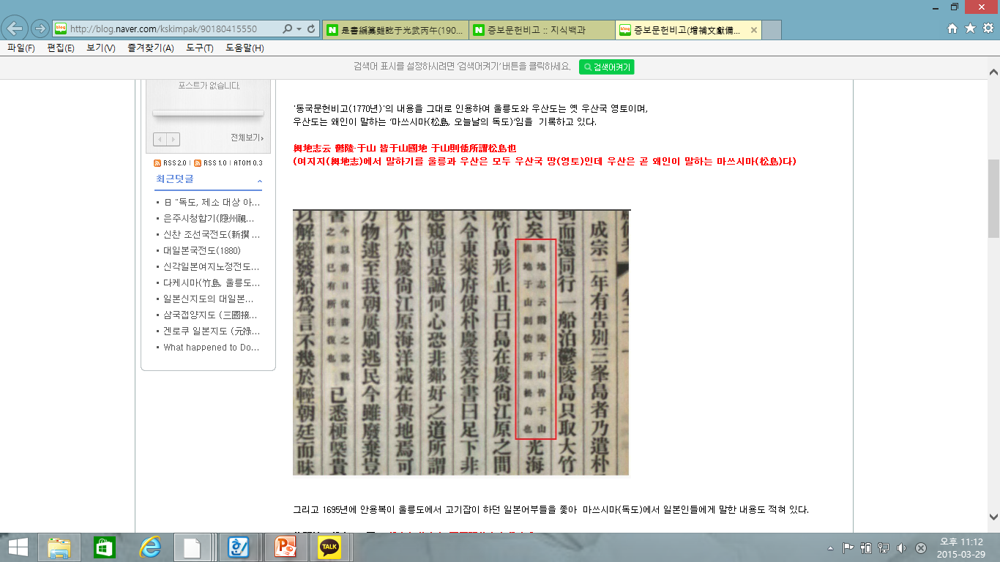 http://blog.naver.com/kskimpak/90180415550
是書編纂雖訖于光武丙午(190...
증보문헌비고 :: 지식백과
증보문헌비고(增補文獻備...
파일(F) 편집(E) 보기(V) 즐겨찾기(A) 도구(T) 도움말(H)
검색어 표시를 설정하시려면 '검색어켜기' 버튼을 클릭하세요. 검색어켜기
포스트가 없습니다.
전체보기
RSS 2.0 | RSS 1.0 | ATOM 0.3
최근덧글
日 "독도, 제소 대상 아...
은주시청합기(隱州視...
신찬 조선국전도(新撰 ...
대일본국전도(1880)
신각일본여지노정전도...
다케시마(竹島, 울릉도...
일본신지도의 대일본...
삼국접양지도 (三國接...
겐로쿠 일본지도 (元祿...
What happened to Do...
'동국문헌비고(1770년)'의 내용을 그대로 인용하여 울릉도와 우산도는 옛 우산국 영토이며,
우산도는 왜인이 말하는 '마쓰시마(松島, 오늘날의 독도)'임을 기록하고 있다.
輿地志云 鬱陵·于山 皆于山國地 于山則倭所謂松島也
(여지지(輿地志)에서 말하기를 울릉과 우산은 모두 우산국 땅(영토)인데 우산은 곧 왜인이 말하는 마쓰시마(松島)다)
成宗二年有告別三峯島者乃遣朴
到而還同行一船泊鬱陵島只取大竹
民矣
輿地志云鬱陵于山皆于山
國地于山則倭所謂松島也
光海
竹島形止且曰島在慶尙江原之間
只令東萊府使朴慶業答書曰足下非
越窺覘是誠何心恐非鄰好之道所謂
也介於慶尙江原海洋載在輿地焉可
方物逮至我朝屢刷逃民今雖廢棄豈
書
今以前日復書之說觀
之前已有所往復也
已悉梗槩貴
以解纜發船爲言不幾於輕朝廷而昧
그리고 1695년에 안용복이 울릉도에서 고기잡이 하던 일본어부들을 쫓아 마쓰시마(독도)에서 일본인들에게 말한 내용도 적혀 있다.
TALK
오후 11:12
2015-03-29